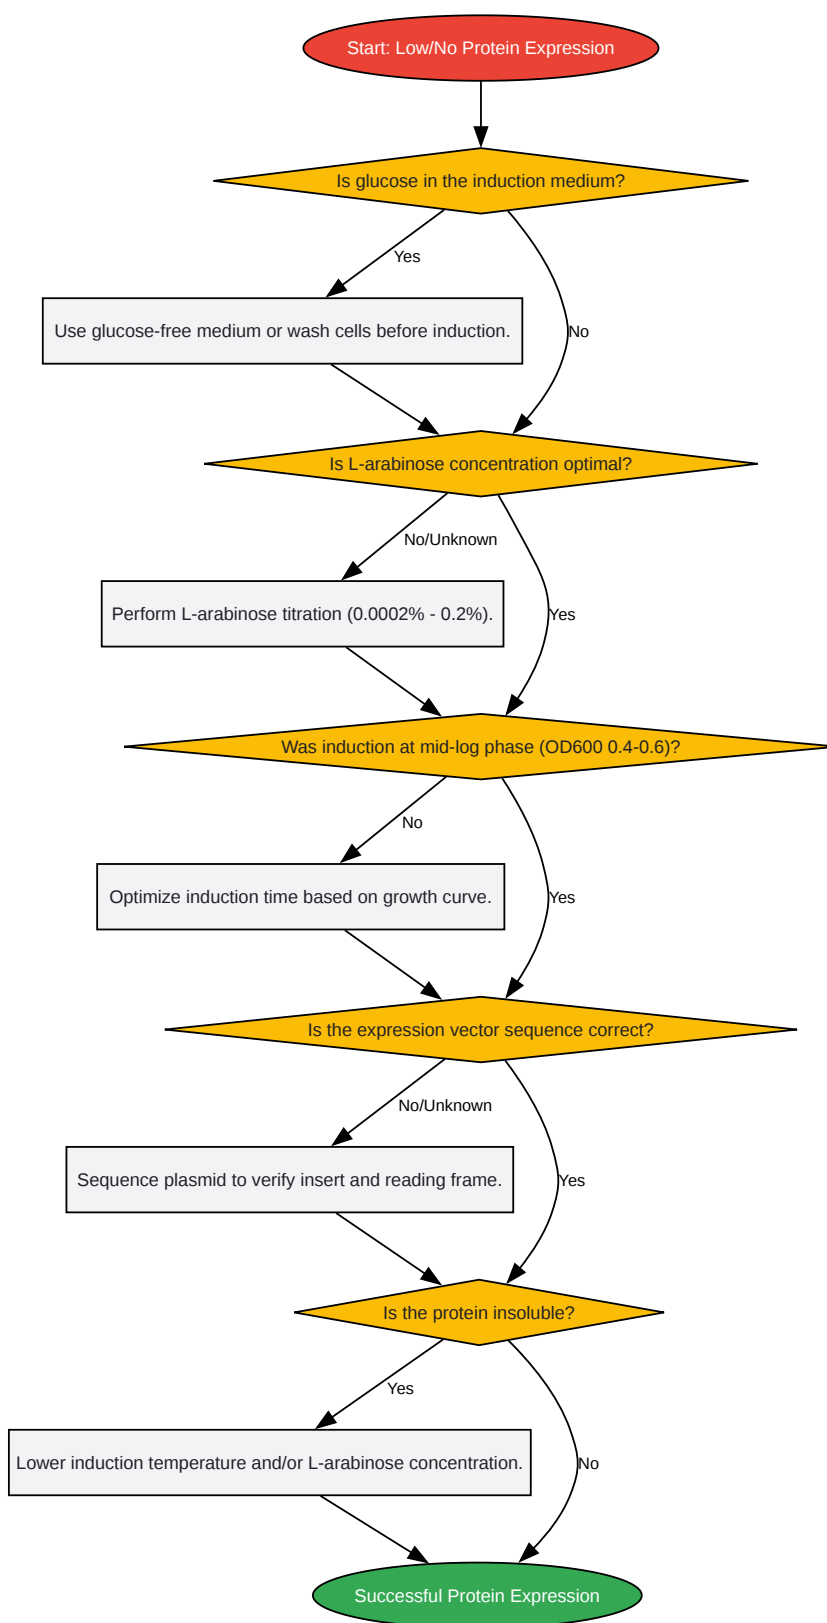 Start: Low/No Protein Expression
Is glucose in the induction medium?
Yes
Use glucose-free medium or wash cells before induction.
No
Is L-arabinose concentration optimal?
No/Unknown
Perform L-arabinose titration (0.0002% - 0.2%).
Yes
Was induction at mid-log phase (OD600 0.4-0.6)?
No
Optimize induction time based on growth curve.
Yes
Is the expression vector sequence correct?
No/Unknown
Sequence plasmid to verify insert and reading frame.
Yes
Is the protein insoluble?
Yes
Lower induction temperature and/or L-arabinose concentration.
No
Successful Protein Expression